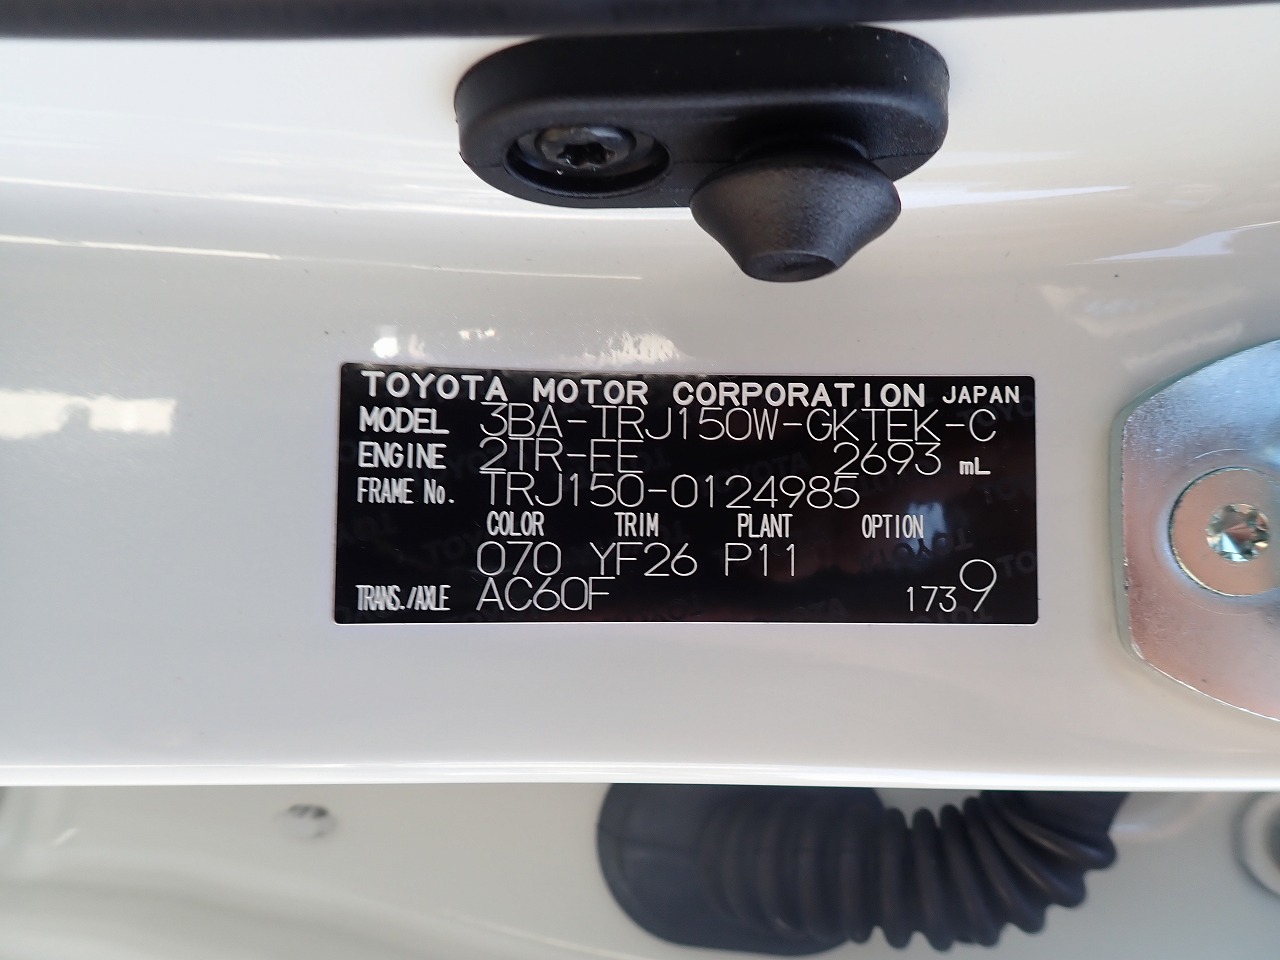 TOYOTA MOTOR CORPORATION JAPAN
MODEL 3BA-TRJ150W-GKTEK-C
ENGINE 2TR-FE 2693 mL
FRAME No. TRJ150-0124985
COLOR TRIM PLANT OPTION
070 YF26 P11
TRANS./AXLE AC60F 1739